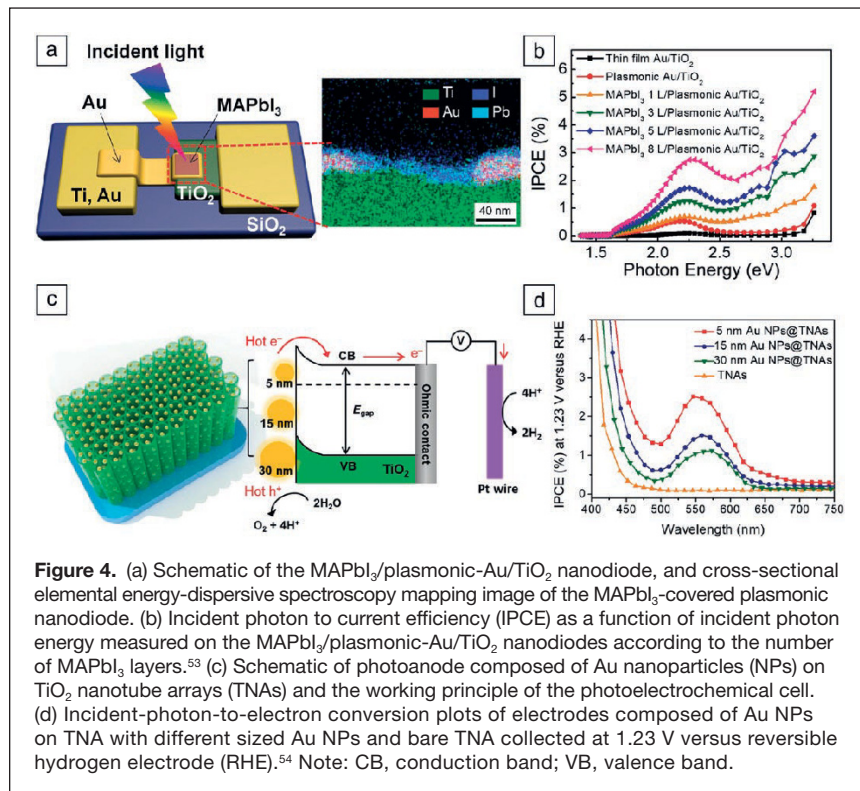 a
Incident light
Au
MAPbI₃
Ti, Au
TiO₂
SiO₂
Ti
I
Au
Pb
40 nm
b
Thin film Au/TiO₂
Plasmonic Au/TiO₂
MAPbI₃ 1 L/Plasmonic Au/TiO₂
MAPbI₃ 3 L/Plasmonic Au/TiO₂
MAPbI₃ 5 L/Plasmonic Au/TiO₂
MAPbI₃ 8 L/Plasmonic Au/TiO₂
IPCE (%)
6
5
4
3
2
1
0
1.5 2.0 2.5 3.0
Photon Energy (eV)
c
Hot e⁻
CB
e⁻
V
5 nm
15 nm
30 nm
E gap
Ohmic contact
4H⁺
2H₂
VB
TiO₂
Hot h⁺
2H₂O
O₂ + 4H⁺
Pt wire
d
5 nm Au NPs@TNAs
15 nm Au NPs@TNAs
30 nm Au NPs@TNAs
TNAs
IPCE (%) at 1.23 V versus RHE
4
3
2
1
0
400 450 500 550 600 650 700 750
Wavelength (nm)
Figure 4. (a) Schematic of the MAPbI₃/plasmonic-Au/TiO₂ nanodiode, and cross-sectional
elemental energy-dispersive spectroscopy mapping image of the MAPbI₃-covered plasmonic
nanodiode. (b) Incident photon to current efficiency (IPCE) as a function of incident photon
energy measured on the MAPbI₃/plasmonic-Au/TiO₂ nanodiodes according to the number
of MAPbI₃ layers.⁵³ (c) Schematic of photoanode composed of Au nanoparticles (NPs) on
TiO₂ nanotube arrays (TNAs) and the working principle of the photoelectrochemical cell.
(d) Incident-photon-to-electron conversion plots of electrodes composed of Au NPs
on TNA with different sized Au NPs and bare TNA collected at 1.23 V versus reversible
hydrogen electrode (RHE).⁵⁴ Note: CB, conduction band; VB, valence band.